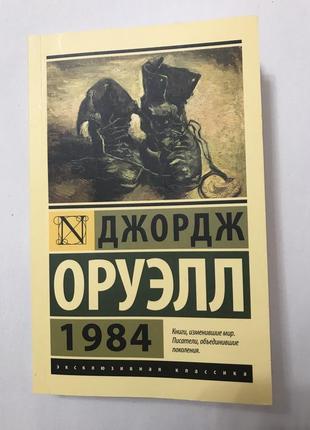 ДЖОРДЖ
ОРУЭЛЛ
1984
Книги, изменившие мир.
Писатели, объединившие
поколения.
эксклюзивная классика